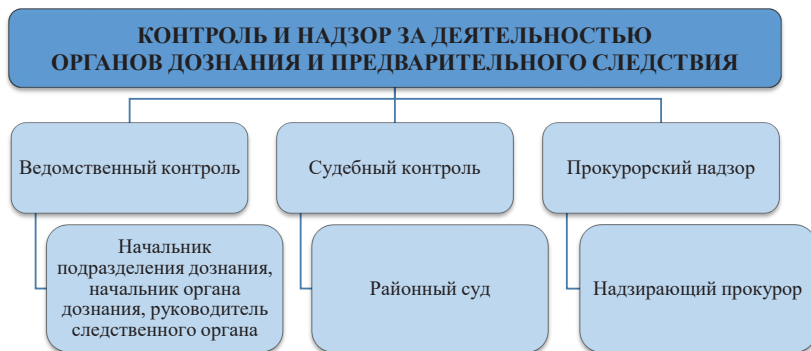 КОНТРОЛЬ И НАДЗОР ЗА ДЕЯТЕЛЬНОСТЬЮ
ОРГАНОВ ДОЗНАНИЯ И ПРЕДВАРИТЕЛЬНОГО СЛЕДСТВИЯ
Ведомственный контроль
Судебный контроль
Прокурорский надзор
Начальник
подразделения дознания,
начальник органа
дознания, руководитель
следственного органа
Районный суд
Надзирающий прокурор